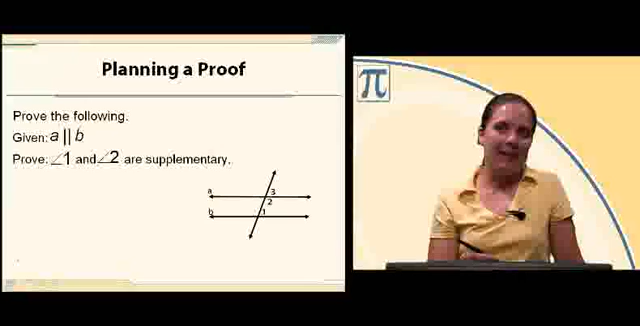 Planning a Proof
Prove the following.
Given: a || b
Prove: ∠1 and ∠2 are supplementary.
a
3
2
b
1
π